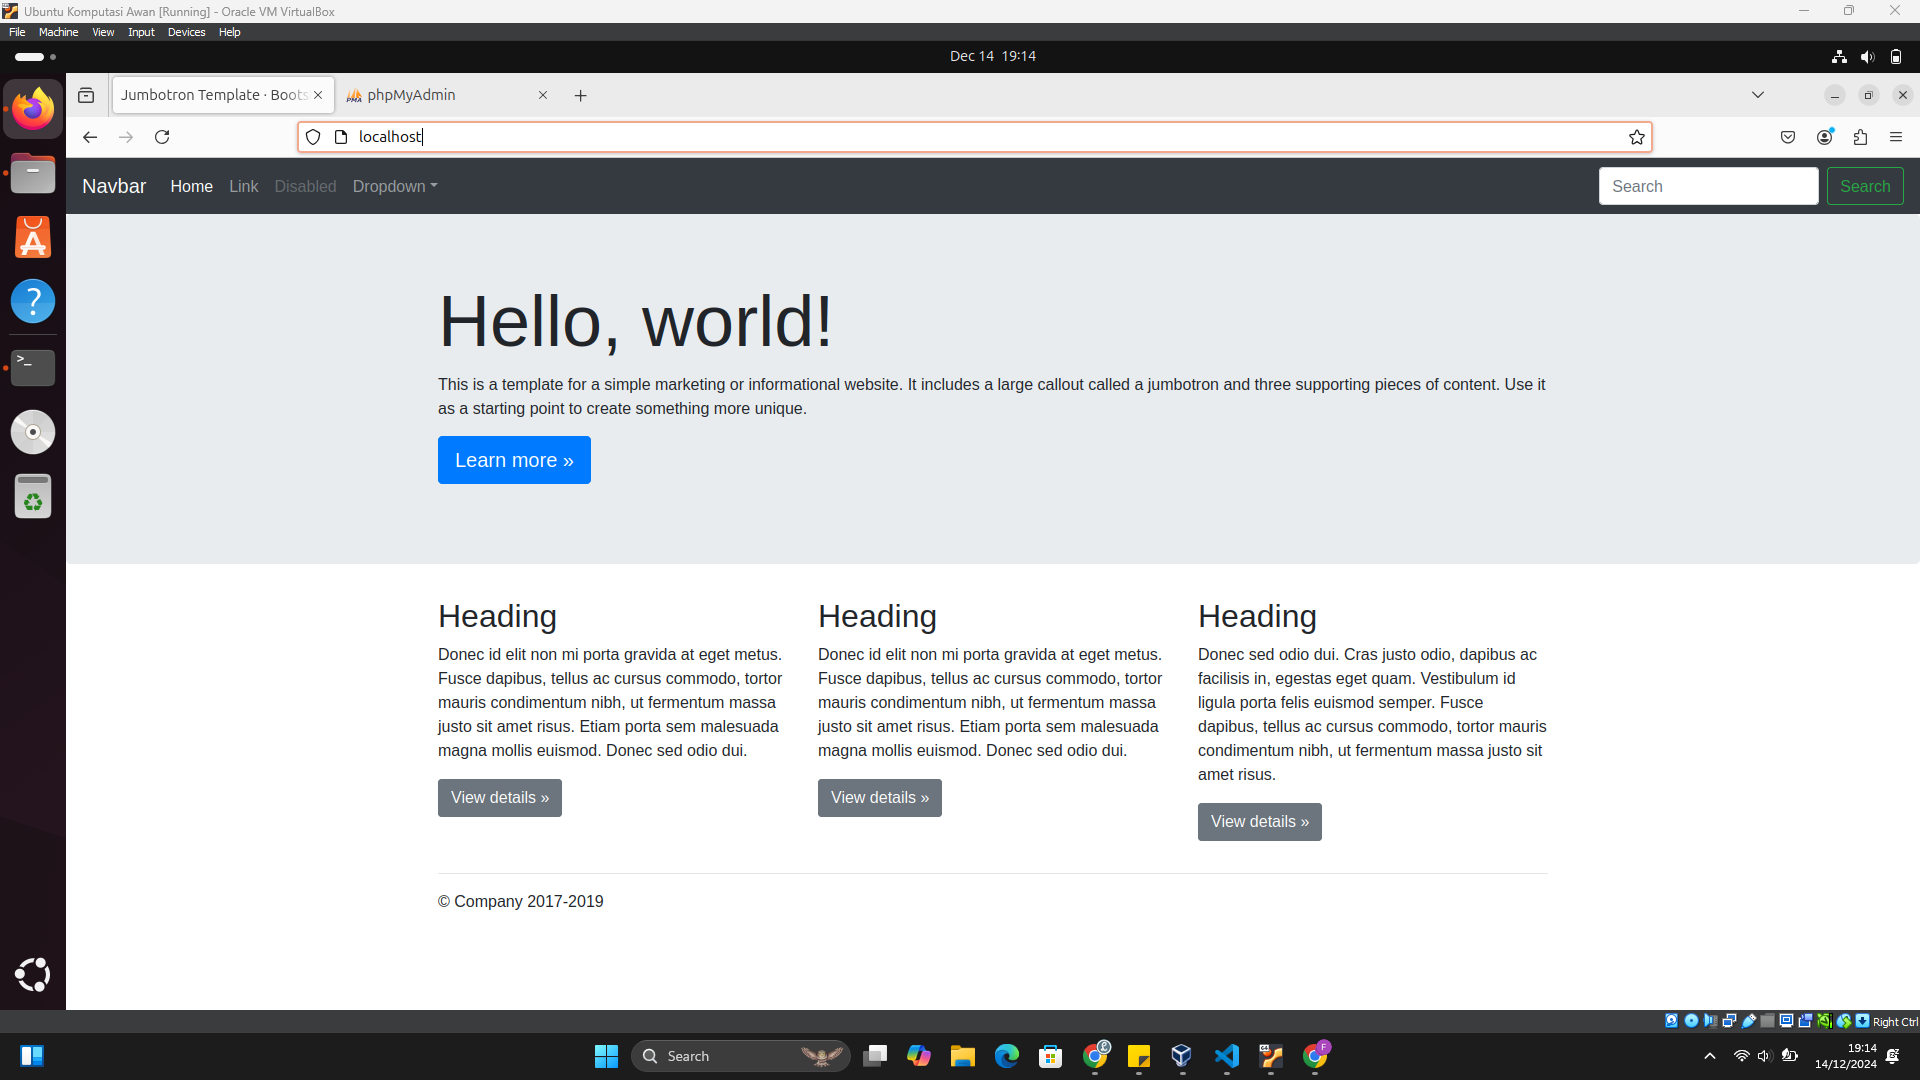 Ubuntu Komputasi Awan [Running] - Oracle VM VirtualBox
File Machine View Input Devices Help
Dec 14 19:14
Jumbotron Template · Boots
phpMyAdmin
localhost
Navbar Home Link Disabled Dropdown Search Search
Hello, world!
This is a template for a simple marketing or informational website. It includes a large callout called a jumbotron and three supporting pieces of content. Use it
as a starting point to create something more unique.
Learn more »
Heading
Donec id elit non mi porta gravida at eget metus.
Fusce dapibus, tellus ac cursus commodo, tortor
mauris condimentum nibh, ut fermentum massa
justo sit amet risus. Etiam porta sem malesuada
magna mollis euismod. Donec sed odio dui.
View details »
Heading
Donec id elit non mi porta gravida at eget metus.
Fusce dapibus, tellus ac cursus commodo, tortor
mauris condimentum nibh, ut fermentum massa
justo sit amet risus. Etiam porta sem malesuada
magna mollis euismod. Donec sed odio dui.
View details »
Heading
Donec sed odio dui. Cras justo odio, dapibus ac
facilisis in, egestas eget quam. Vestibulum id
ligula porta felis euismod semper. Fusce
dapibus, tellus ac cursus commodo, tortor mauris
condimentum nibh, ut fermentum massa justo sit
amet risus.
View details »
© Company 2017-2019
Right Ctrl
Search
19:14
14/12/2024